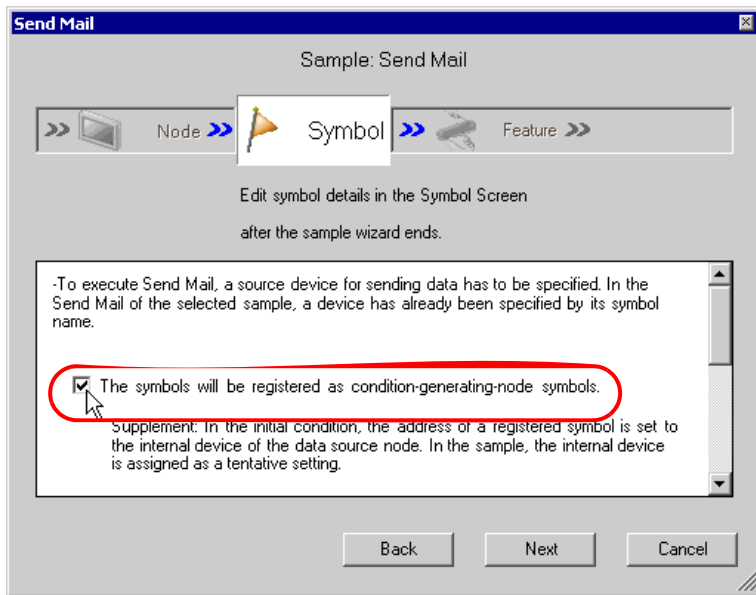 Send Mail
Sample: Send Mail
Node Symbol Feature
Edit symbol details in the Symbol Screen
after the sample wizard ends.
-To execute Send Mail, a source device for sending data has to be specified. In the
Send Mail of the selected sample, a device has already been specified by its symbol
name.
The symbols will be registered as condition-generating-node symbols.
Supplement: In the initial condition, the address of a registered symbol is set to
the internal device of the data source node. In the sample, the internal device
is assigned as a tentative setting.
Back Next Cancel